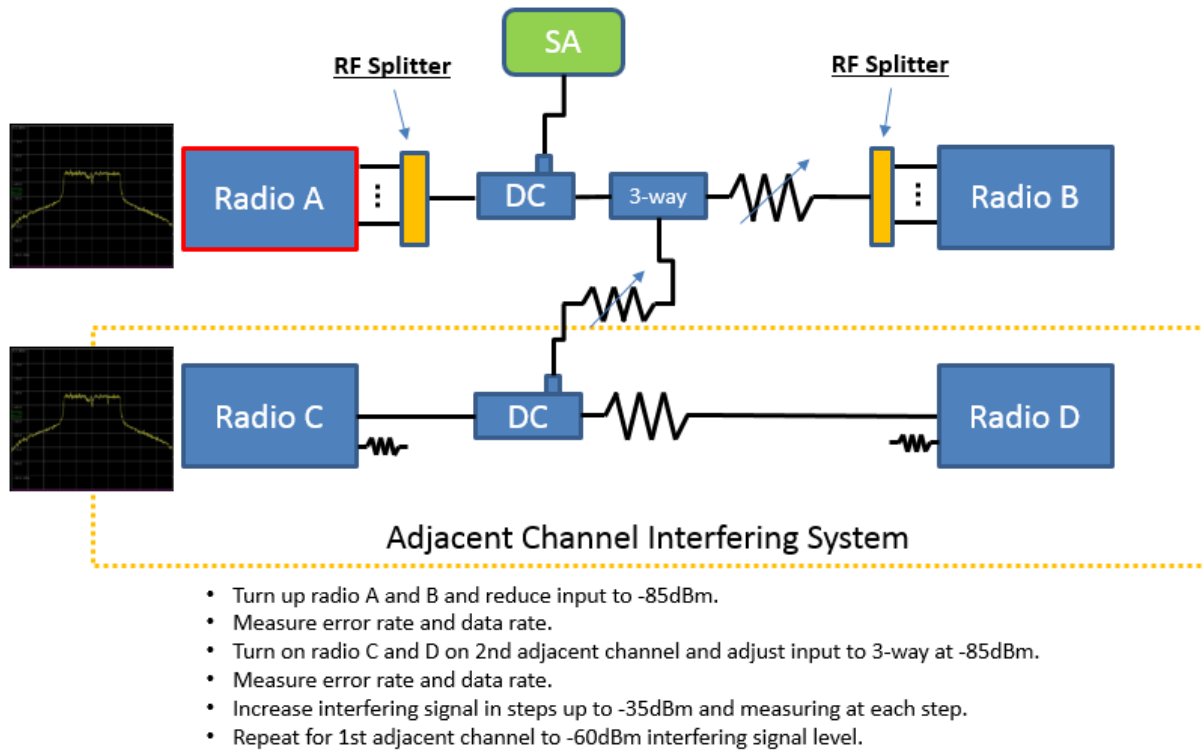 SA
RF Splitter
RF Splitter
Radio A
DC
3-way
Radio B
Radio C
DC
Radio D
Adjacent Channel Interfering System
• Turn up radio A and B and reduce input to -85dBm.
• Measure error rate and data rate.
• Turn on radio C and D on 2nd adjacent channel and adjust input to 3-way at -85dBm.
• Measure error rate and data rate.
• Increase interfering signal in steps up to -35dBm and measuring at each step.
• Repeat for 1st adjacent channel to -60dBm interfering signal level.